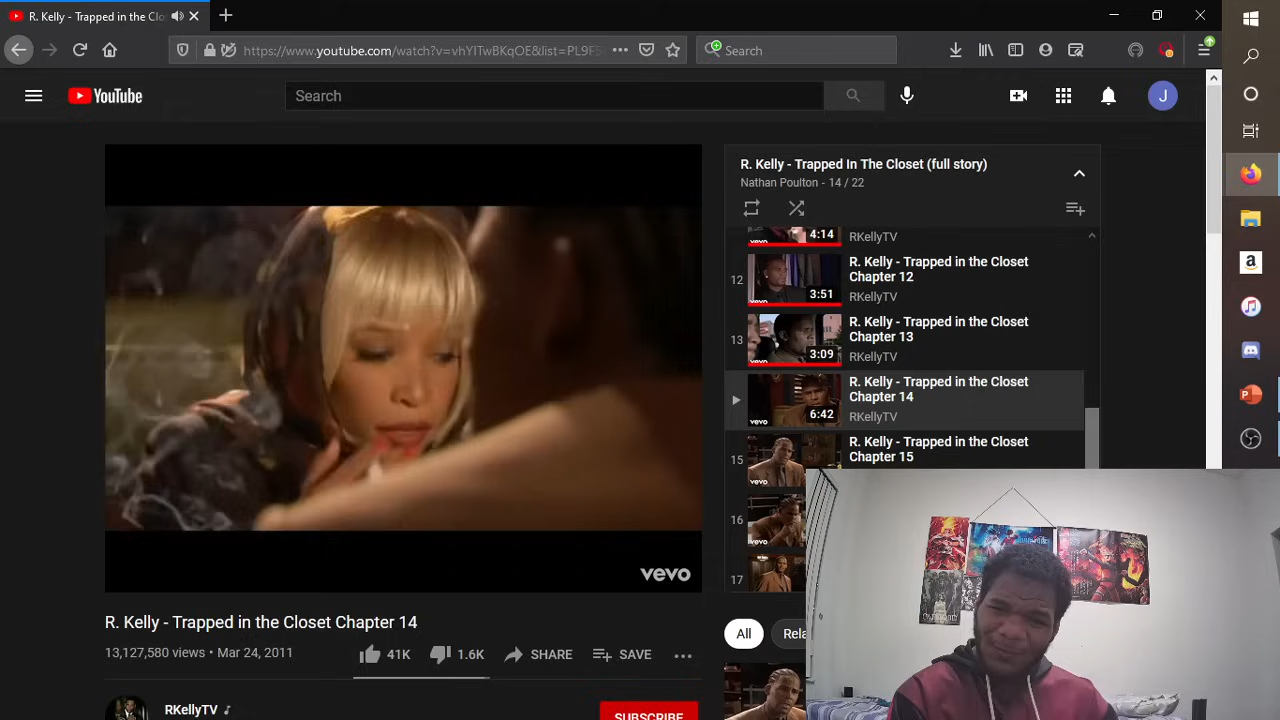 R. Kelly - Trapped in the Clo
https://www.youtube.com/watch?v=vhYITwBK
Search
YouTube
Search
J
R. Kelly - Trapped In The Closet (full story)
Nathan Poulton - 14 / 22
4:14
RKellyTV
12
3:51
R. Kelly - Trapped in the Closet
Chapter 12
RKellyTV
13
3:09
R. Kelly - Trapped in the Closet
Chapter 13
RKellyTV
6:42
R. Kelly - Trapped in the Closet
Chapter 14
RKellyTV
15
R. Kelly - Trapped in the Closet
Chapter 15
16
vevo
17
vevo
R. Kelly - Trapped in the Closet Chapter 14
13,127,580 views • Mar 24, 2011
41K
1.6K
SHARE
SAVE
All
Rela
RKellyTV
SUBSCRIBE